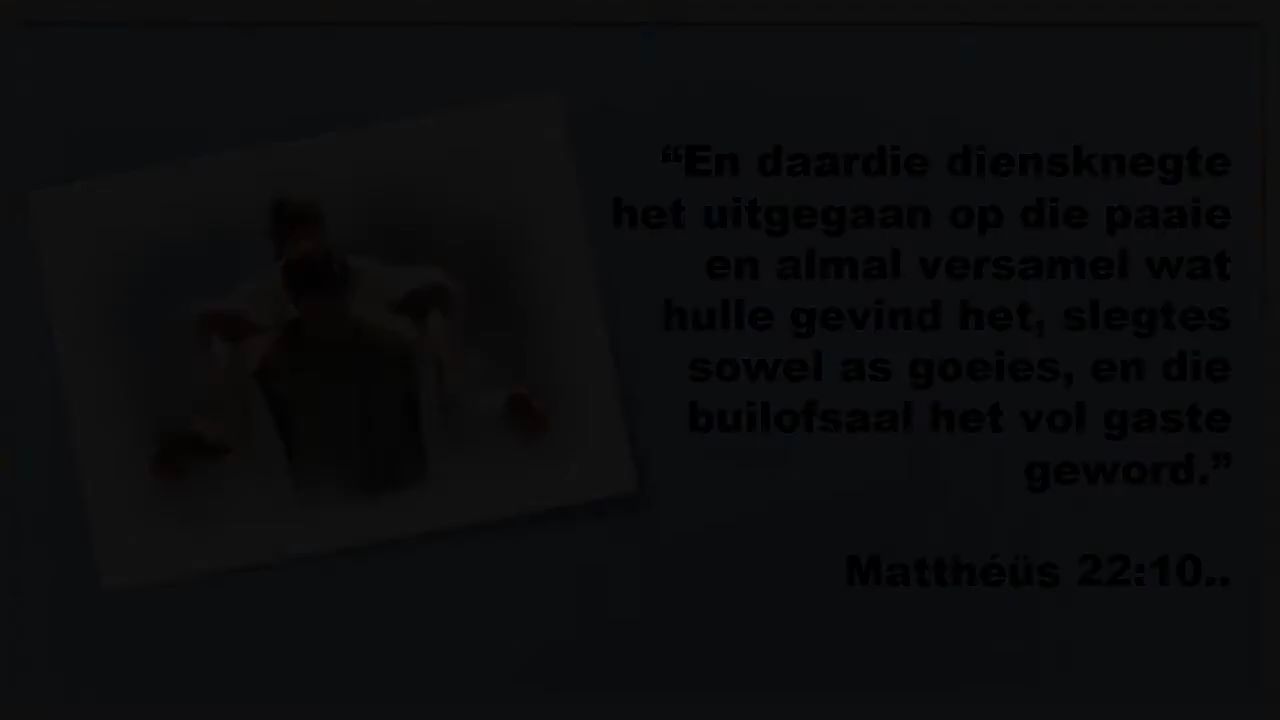 “En daardie diensknegte
het uitgegaan op die paaie
en almal versamel wat
hulle gevind het, slegtes
sowel as goeies, en die
builofsaal het vol gaste
geword.”
Matthéüs 22:10..